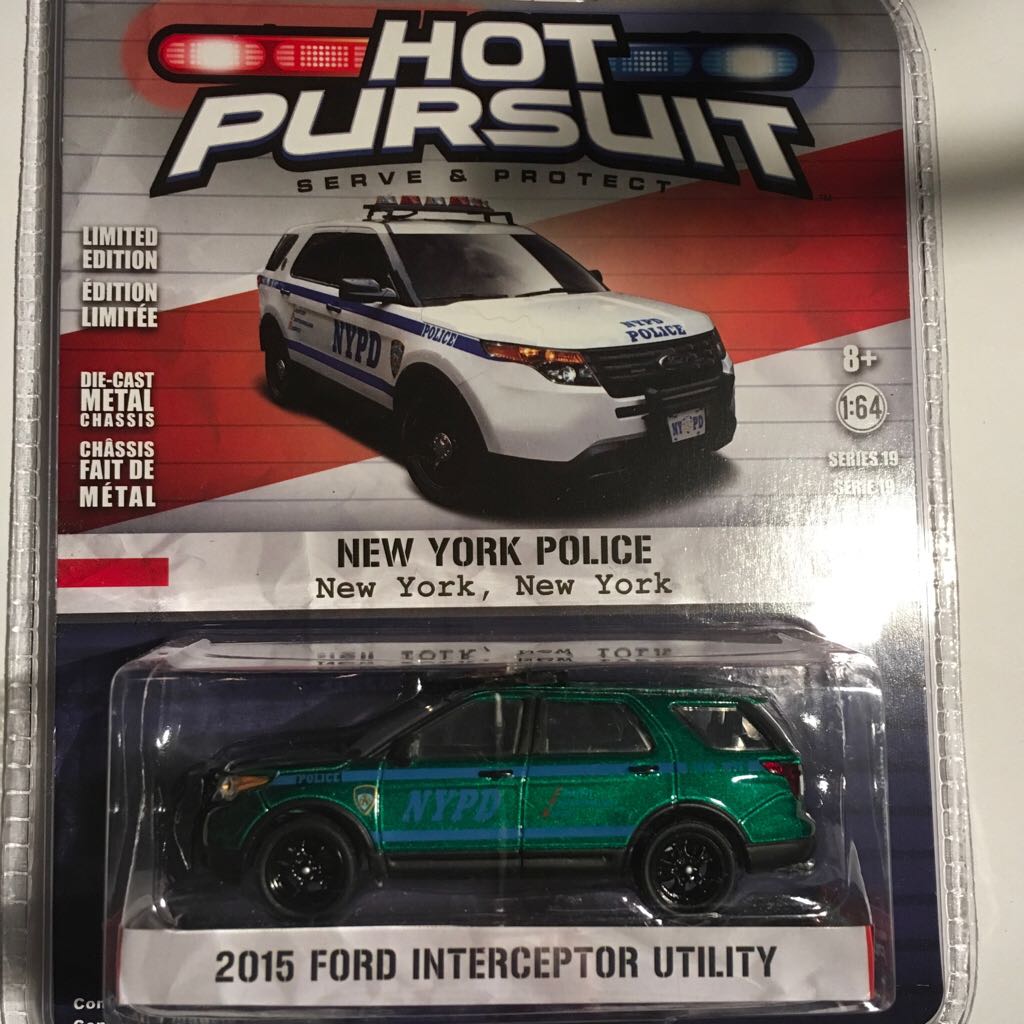 HOT
PURSUIT
SERVE & PROTECT
™
LIMITED
EDITION
ÉDITION
LIMITÉE
DIE-CAST
METAL
CHASSIS
CHÂSSIS
FAIT DE
MÉTAL
NYPD
POLICE
NYPD
POLICE
NYPD
8+
1:64
SERIES 19
SÉRIE 19
NEW YORK POLICE
New York, New York
POLICE
NYPD
2015 FORD INTERCEPTOR UTILITY